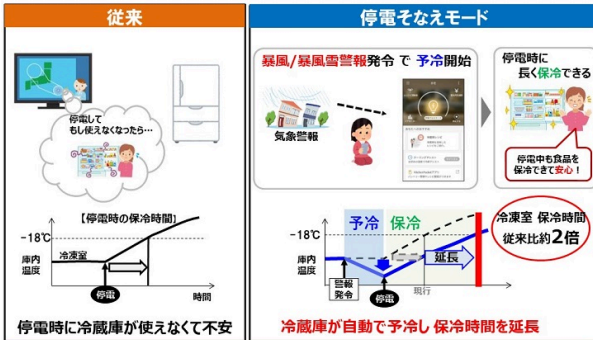 従来
停電して
もし使えなくなったら…
【停電時の保冷時間】
-18℃
冷凍室
庫内
温度
停電
時間
停電時に冷蔵庫が使えなくて不安
停電そなえモード
暴風/暴風雪警報発令 で 予冷開始
気象警報
停電時に
長く保冷できる
停電中も食品を
保冷できて安心！
予冷
保冷
-18℃
延長
庫内
温度
警報
発令
停電
現行
時間
冷凍室 保冷時間
従来比約2倍
冷蔵庫が自動で予冷し 保冷時間を延長